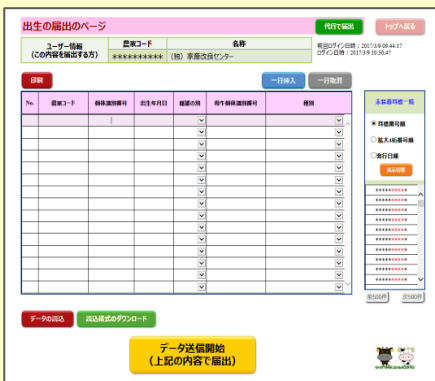 出生の届出のページ
代行で届出
トップへ戻る
ユーザー情報
(この内容を届出する方)
農家コード
名称
**********
(独) 家畜改良センター
前回ログイン日時：2017/3/9 09:44:17
ログイン日時：2017/3/9 10:30:47
印刷
一行挿入
一行取消
No.
農家コード
個体識別番号
出生年月日
雌雄の別
母牛個体識別番号
種別
未装着耳標一覧
耳標番号順
拡大4桁番号順
発行日順
表示切替
**********
**********
**********
**********
**********
**********
**********
**********
前500件
次500件
データの読込
読込様式のダウンロード
データ送信開始
(上記の内容で届出)